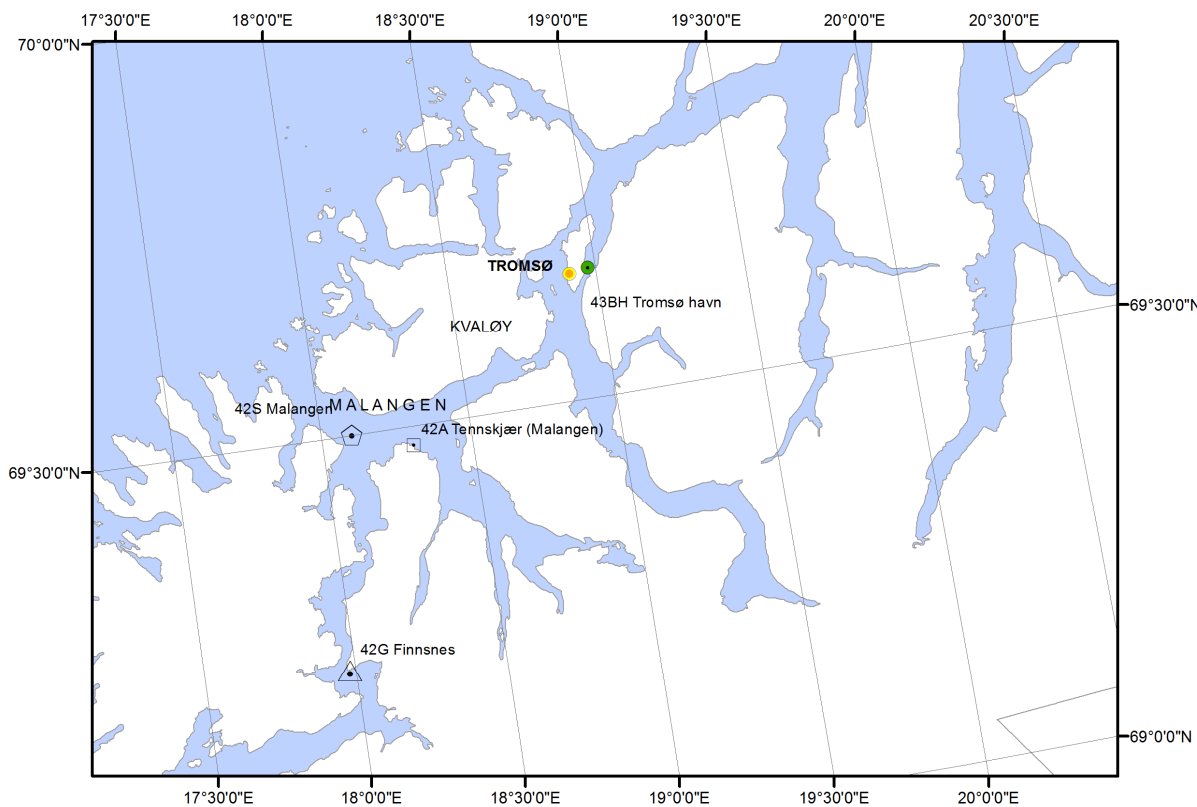 17°30'0"E 18°0'0"E 18°30'0"E 19°0'0"E 19°30'0"E 20°0'0"E 20°30'0"E
70°0'0"N
TROMSØ
43BH Tromsø havn
69°30'0"N
KVALØY
MALANGEN
42S Malangen
42A Tennskjær (Malangen)
69°30'0"N
42G Finnsnes
69°0'0"N
17°30'0"E 18°0'0"E 18°30'0"E 19°0'0"E 19°30'0"E 20°0'0"E